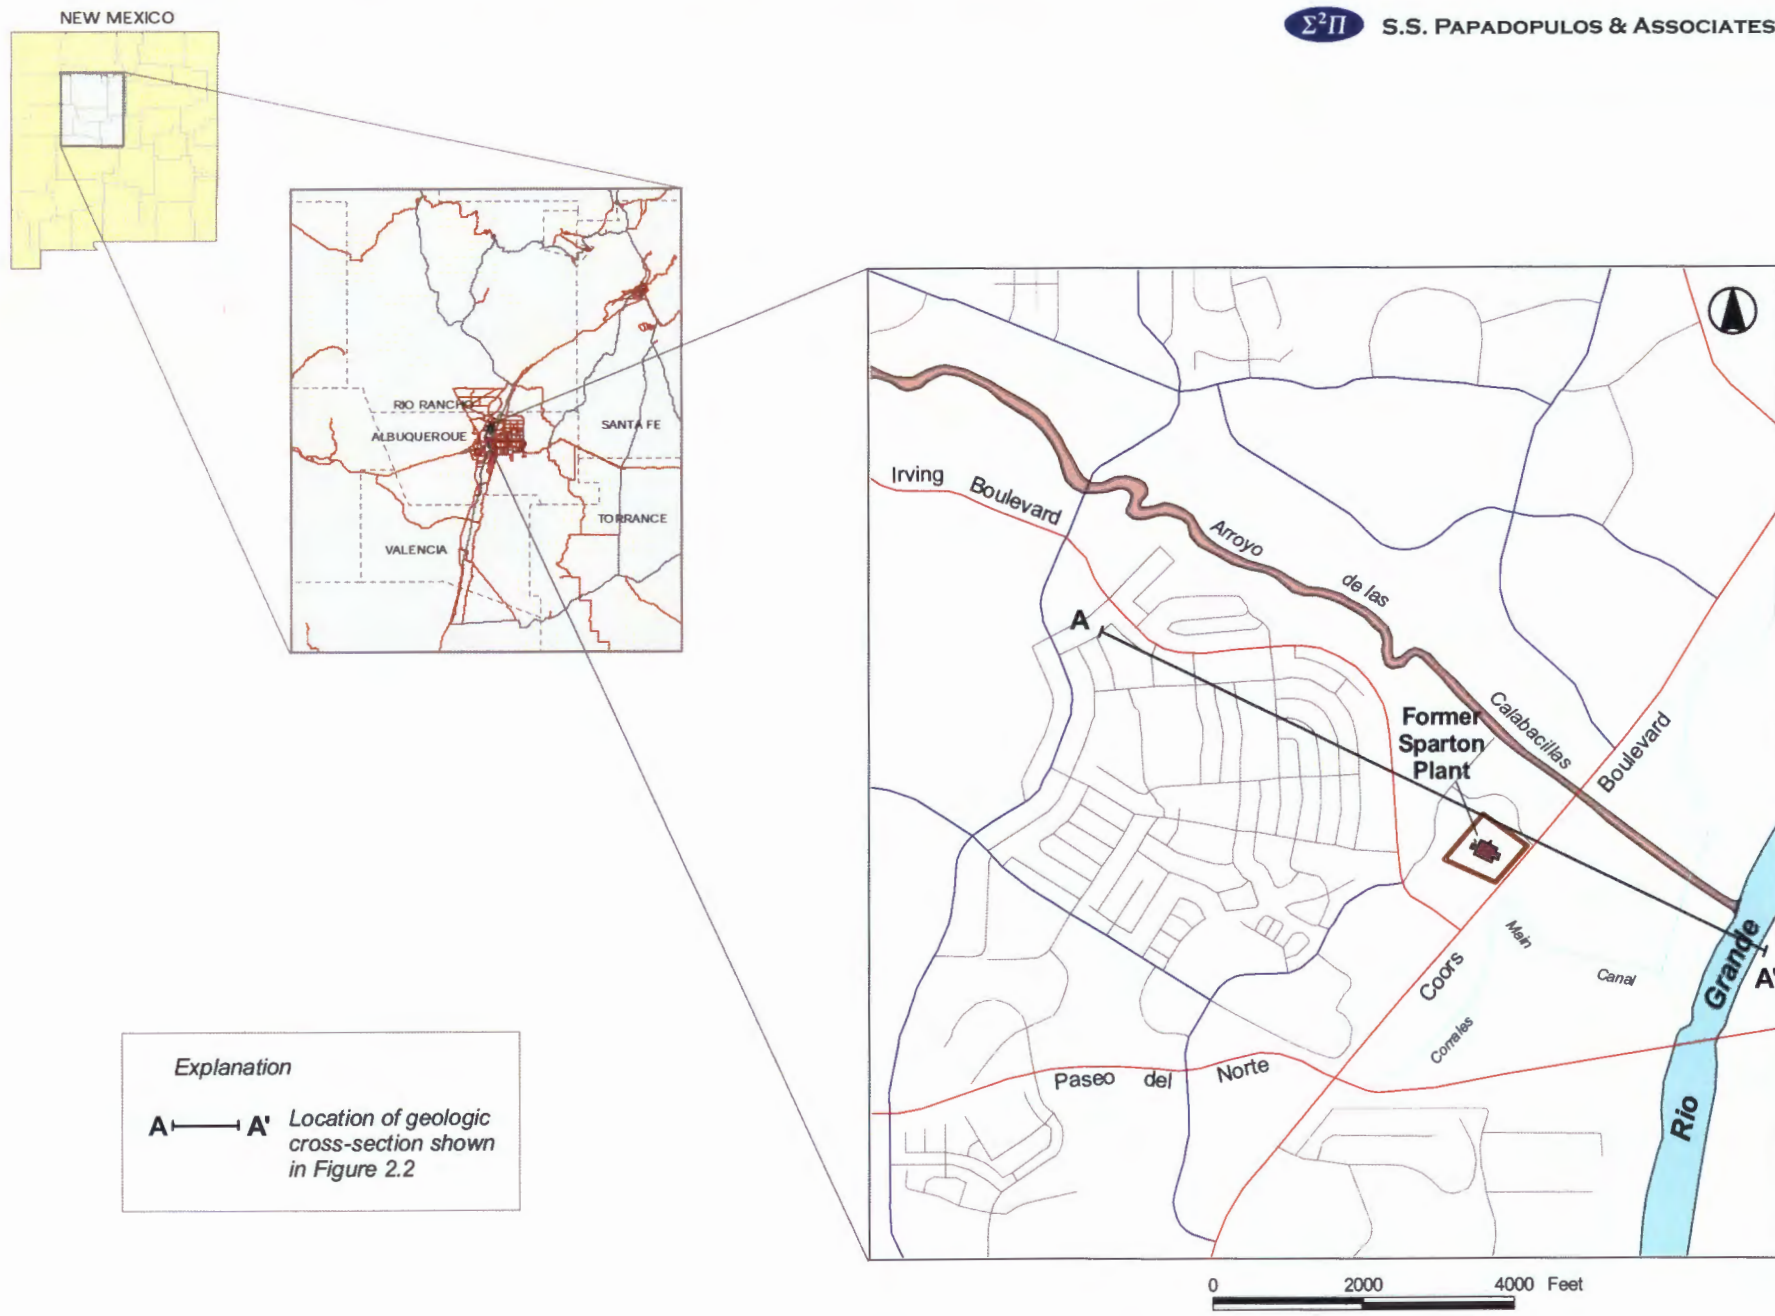 NEW MEXICO
Σ²Π S.S. PAPADOPULOS & ASSOCIATES
RIO RANCHO
ALBUQUERQUE
SANTA FE
TORRANCE
VALENCIA
Irving Boulevard
Arroyo de las Calabacillas
A
Former
Sparton
Plant
Coors Boulevard
Main Canal
Corrales
Rio Grande
A'
Paseo del Norte
Explanation
A A' Location of geologic
cross-section shown
in Figure 2.2
0 2000 4000 Feet